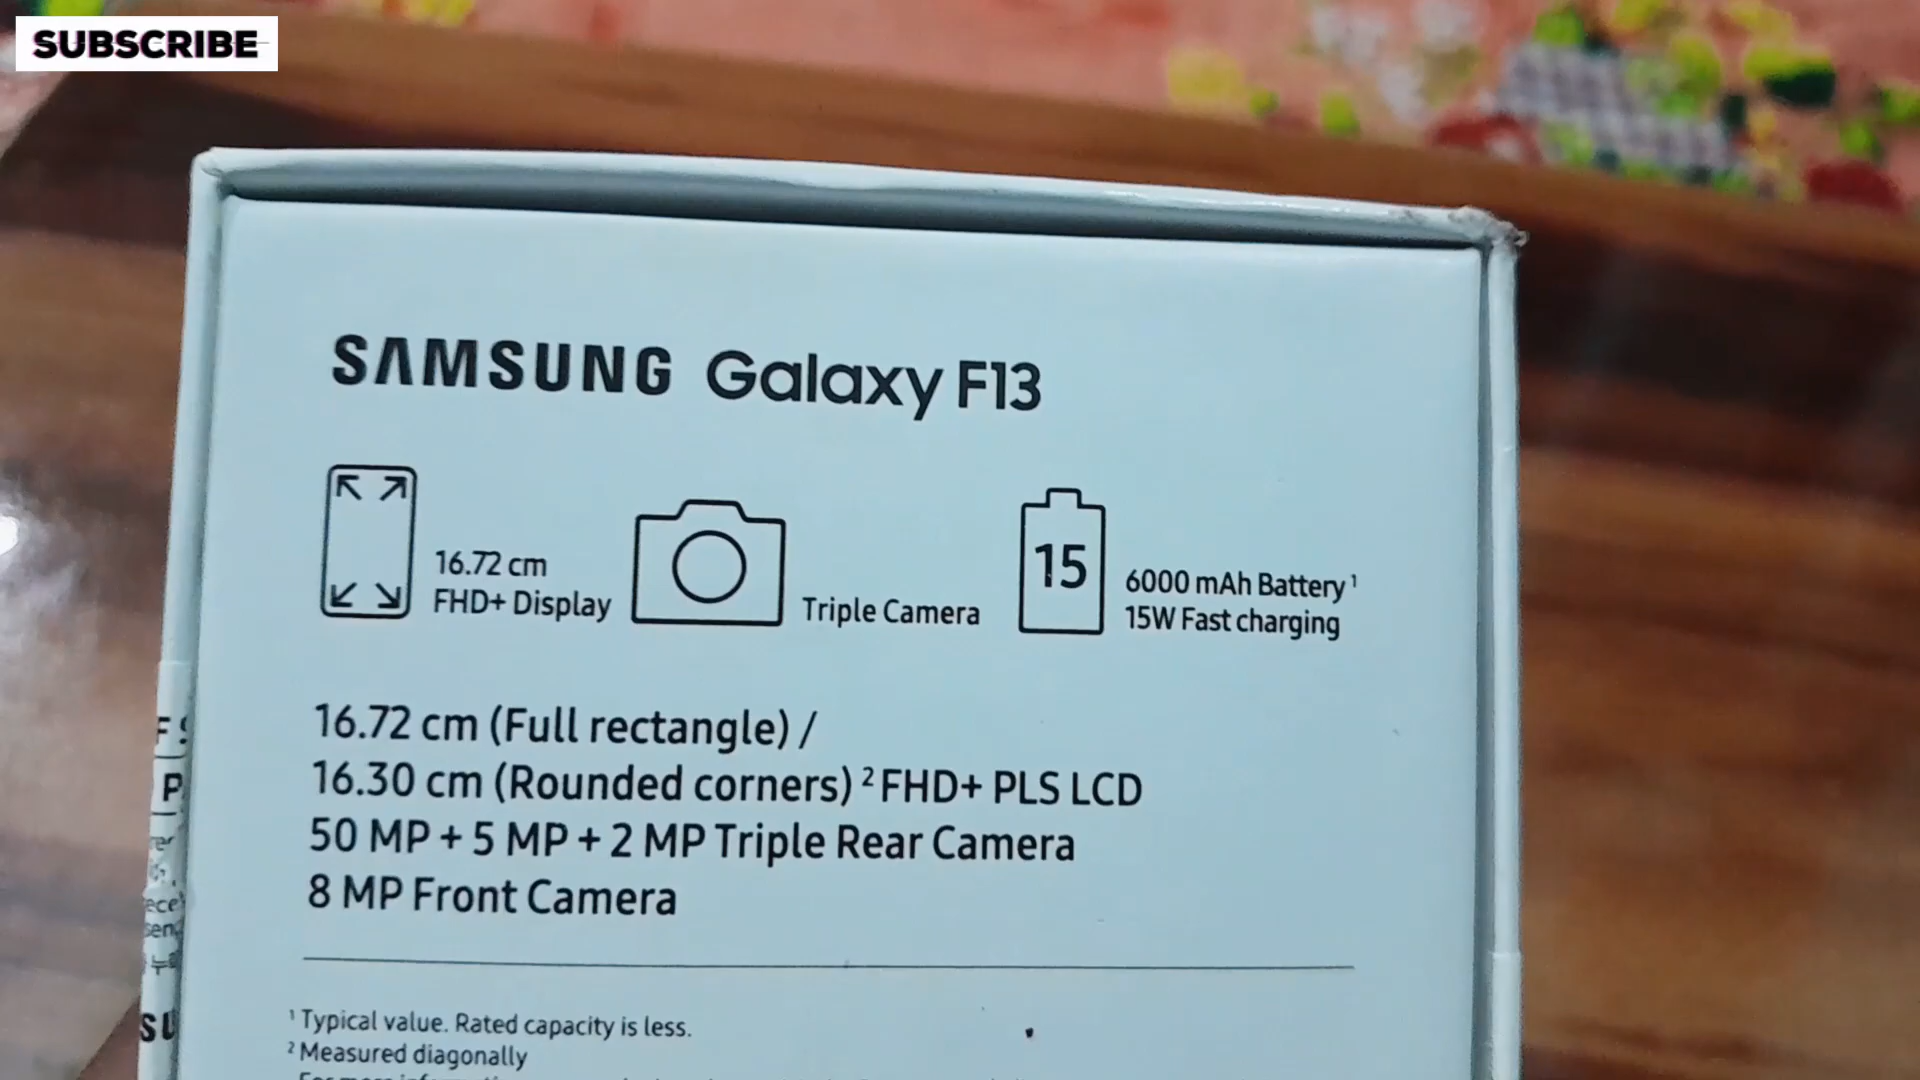 SUBSCRIBE
SAMSUNG Galaxy F13
16.72 cm
FHD+ Display
Triple Camera
15
6000 mAh Battery¹
15W Fast charging
16.72 cm (Full rectangle) /
16.30 cm (Rounded corners)² FHD+ PLS LCD
50 MP + 5 MP + 2 MP Triple Rear Camera
8 MP Front Camera
¹ Typical value. Rated capacity is less.
² Measured diagonally